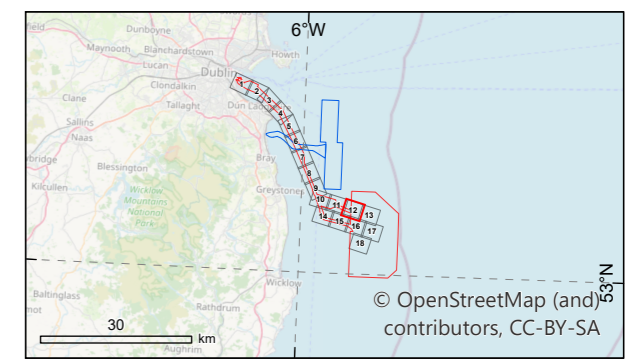 6°W
Dunboyne
Maynooth
Blanchardstown
Howth
Lucan
Dublin
Clondalkin
Clane
Tallaght
Dun
Sallins
Naas
Bray
Blessington
Kilcullen
Greystones
Wicklow
Mountains
National
Park
1
2
3
4
5
6
7
8
9
10
11
12
13
14
15
16
17
18
Wicklow
53°N
Baltinglass
Rathdrum
Aughrim
30
km
© OpenStreetMap (and)
contributors, CC-BY-SA